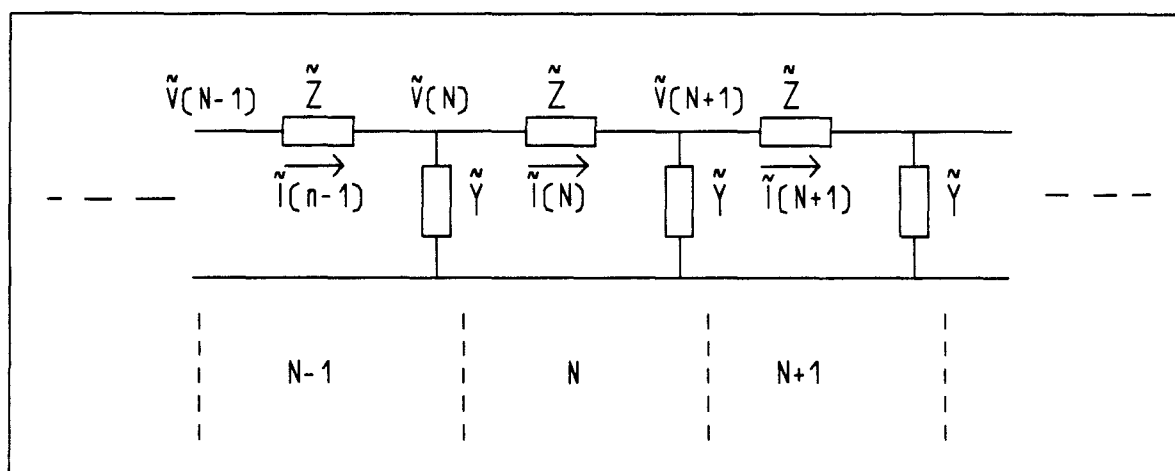 Ṽ(N-1) Z̃ Ṽ(N) Z̃ Ṽ(N+1) Z̃
Ĩ(n-1) Ỹ Ĩ(N) Ỹ Ĩ(N+1) Ỹ
N-1 N N+1